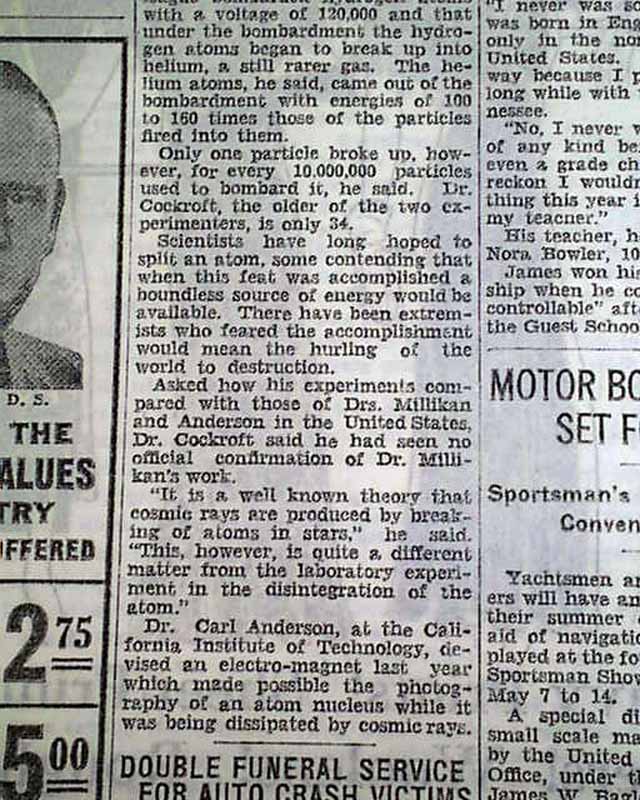 D. S.
THE
ALUES
TRY
FFERED
2 75
5 00
with a voltage of 120,000 and that
under the bombardment the hydro-
gen atoms began to break up into
helium, a still rarer gas. The he-
lium atoms, he said, came out of the
bombardment with energies of 100
to 160 times those of the particles
fired into them.
Only one particle broke up, how-
ever, for every 10,000,000 particles
used to bombard it, he said. Dr.
Cockroft, the older of the two ex-
perimenters, is only 34.
Scientists have long hoped to
split an atom, some contending that
when this feat was accomplished a
boundless source of energy would be
available. There have been extrem-
ists who feared the accomplishment
would mean the hurling of the
world to destruction.
Asked how his experiments com-
pared with those of Drs. Millikan
and Anderson in the United States,
Dr. Cockroft said he had seen no
official confirmation of Dr. Milli-
kan's work.
"It is a well known theory that
cosmic rays are produced by break-
ing of atoms in stars," he said.
"This, however, is quite a different
matter from the laboratory experi-
ment in the disintegration of the
atom."
Dr. Carl Anderson, at the Cali-
fornia Institute of Technology, de-
vised an electro-magnet last year
which made possible the photog-
raphy of an atom nucleus while it
was being dissipated by cosmic rays.
DOUBLE FUNERAL SERVICE
FOR AUTO CRASH VICTIMS
"I never was so
was born in Eng
only in the no
United States.
way because I p
long while with
nessee.
"No, I never w
of any kind be
even a grade ch
reckon I would
thing this year i
my teacher."
His teacher, h
Nora Bowler, 10
James won his
ship when he co
controllable" aft
the Guest Schoo
MOTOR BO
SET F
Sportsman's
Conven
Yachtsmen a
ers will have an
their summer
aid of navigatio
played at the fo
Sportsman Show
May 7 to 14.
A special di
small scale ma
by the United
Office, under t
James W. Bagl